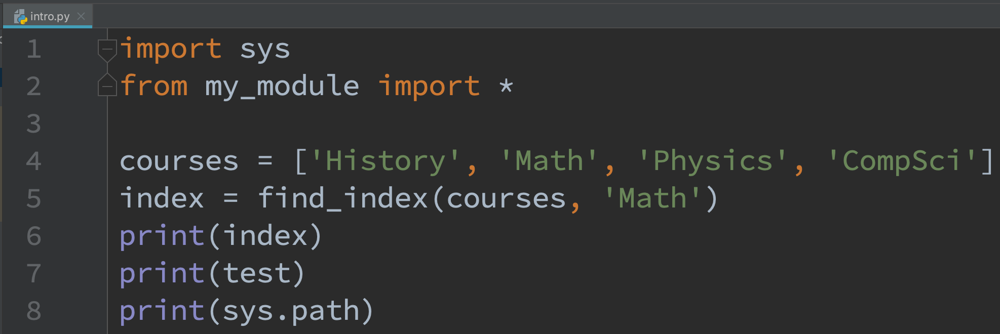 intro.py
1 import sys
2 from my_module import *
3
4 courses = ['History', 'Math', 'Physics', 'CompSci']
5 index = find_index(courses, 'Math')
6 print(index)
7 print(test)
8 print(sys.path)